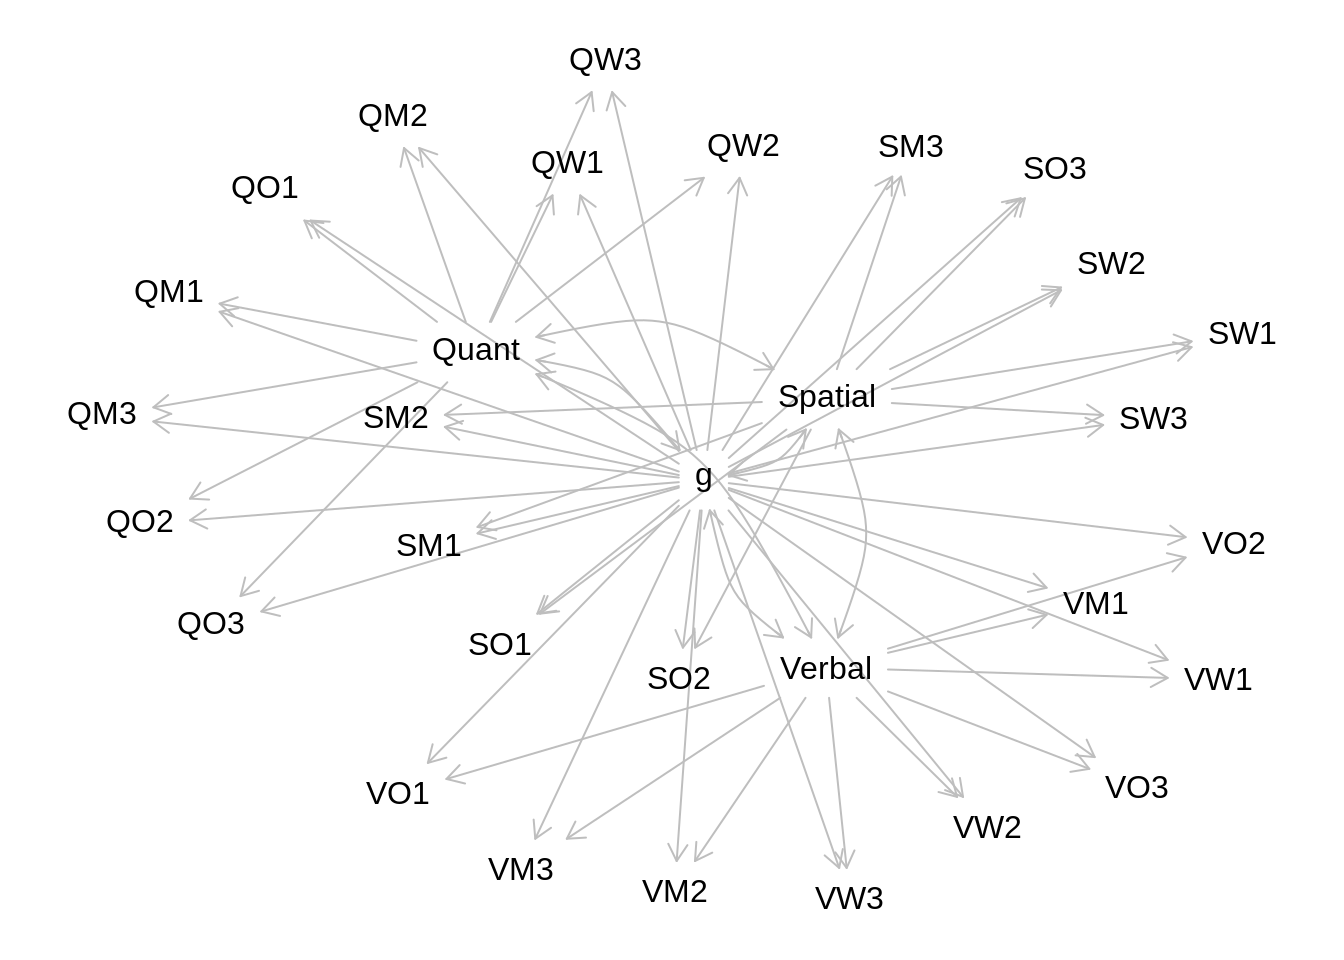 QW3
QM2
QW1
QW2
SM3
SO3
QO1
SW2
QM1
SW1
Quant
Spatial
QM3
SM2
SW3
g
QO2
SM1
VO2
VM1
QO3
SO1
SO2
Verbal
VW1
VO1
VO3
VW2
VM3
VM2
VW3